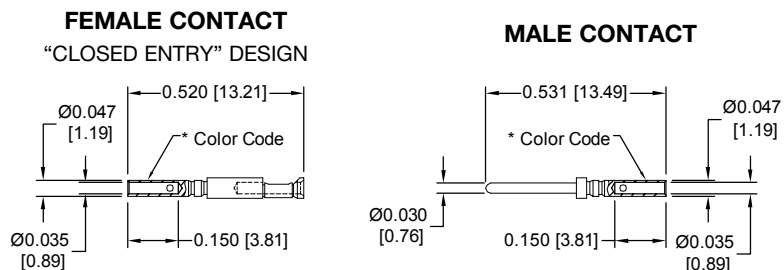 FEMALE CONTACT
“CLOSED ENTRY” DESIGN
0.520 [13.21]
Ø0.047
[1.19]
* Color Code
Ø0.035
[0.89]
0.150 [3.81]
MALE CONTACT
0.531 [13.49]
Ø0.047
[1.19]
* Color Code
Ø0.030
[0.76]
0.150 [3.81]
Ø0.035
[0.89]